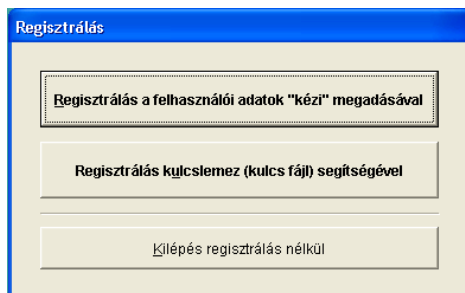 Regisztrálás
Regisztrálás a felhasználói adatok "kézi" megadásával
Regisztrálás kulcslemez (kulcs fájl) segítségével
Kilépés regisztrálás nélkül